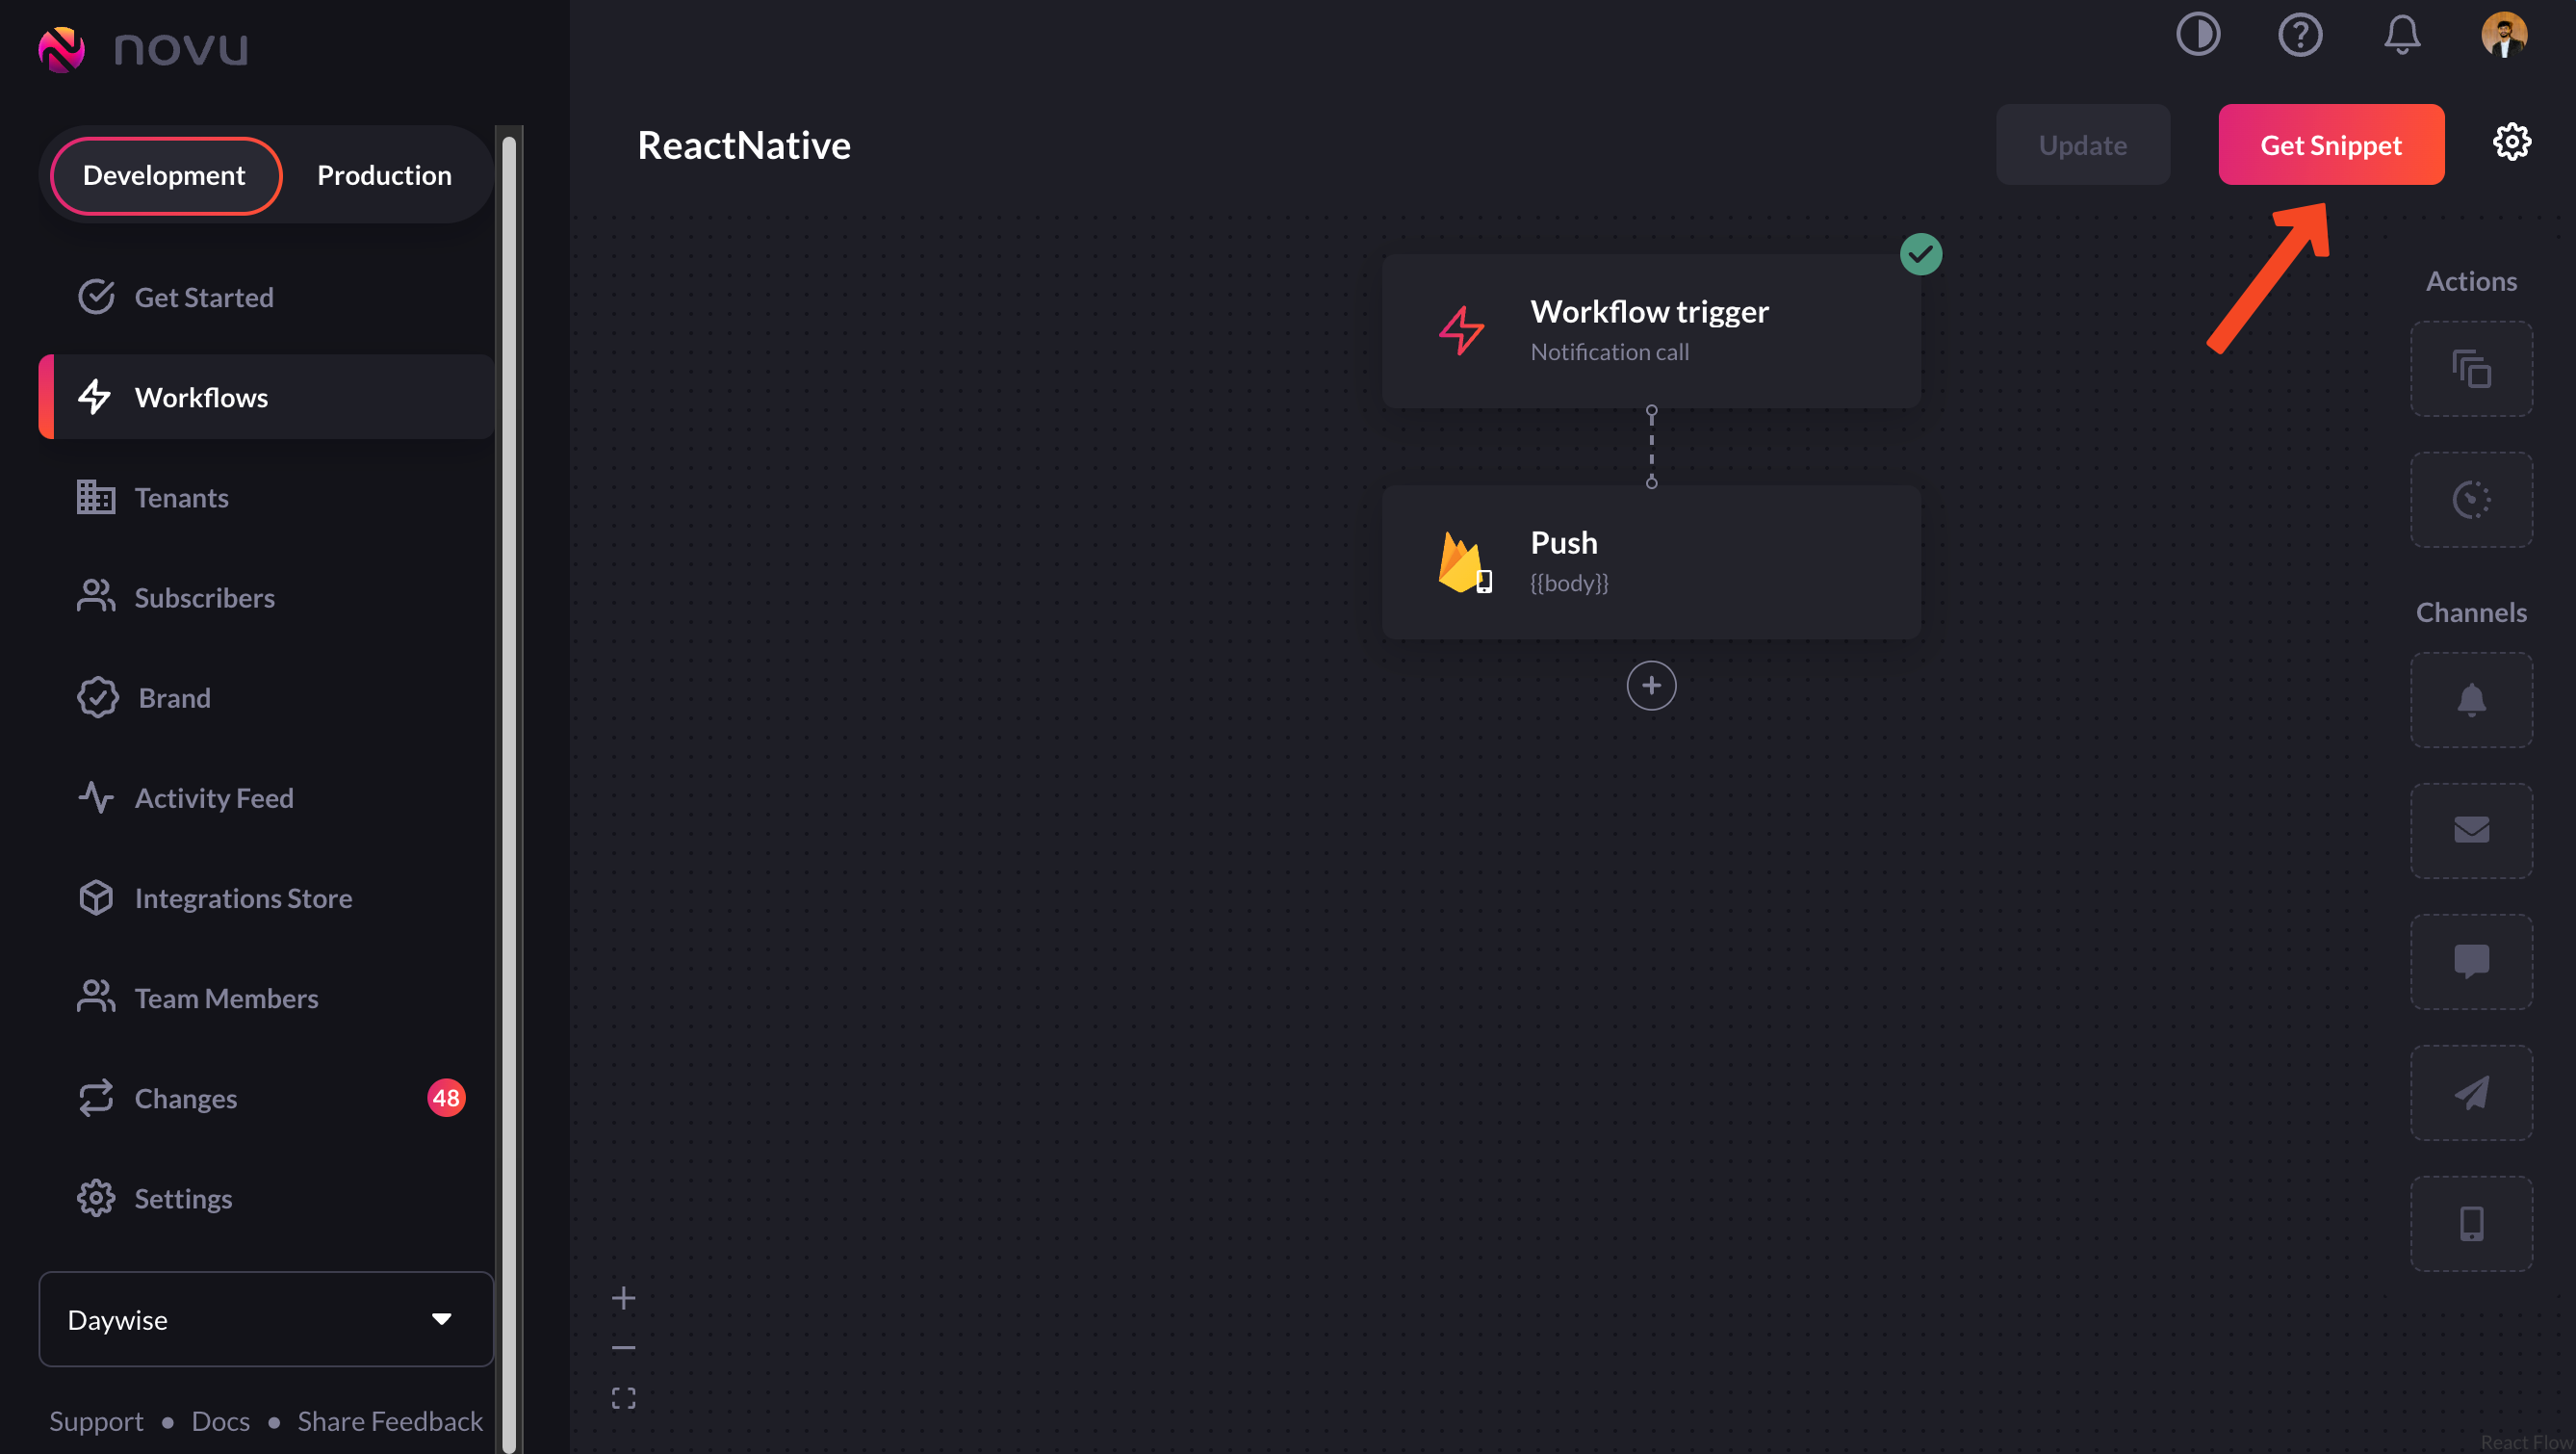 novu
Development
Production
Get Started
Workflows
Tenants
Subscribers
Brand
Activity Feed
Integrations Store
Team Members
Changes
48
Settings
Daywise
Support • Docs • Share Feedback
ReactNative
Update
Get Snippet
Workflow trigger
Notification call
Push
{{body}}
Actions
Channels
React Flow